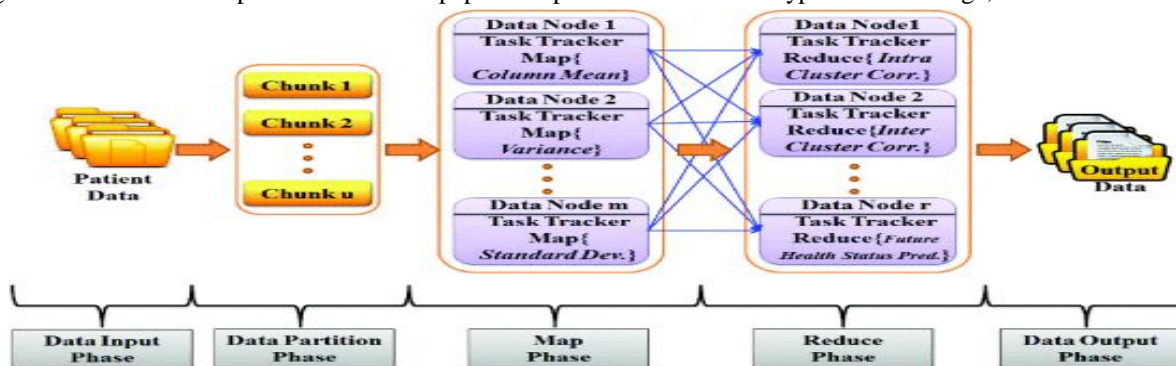 Patient
Data
Chunk 1
Chunk 2
Chunk u
Data Node 1
Task Tracker
Map{
Column Mean}
Data Node 2
Task Tracker
Map{
Variance}
Data Node m
Task Tracker
Map{
Standard Dev.}
Data Node1
Task Tracker
Reduce{ Intra
Cluster Corr.}
Data Node 2
Task Tracker
Reduce{Inter
Cluster Corr.}
Data Node r
Task Tracker
Reduce{Future
Health Status Pred.}
Output
Data
Data Input
Phase
Data Partition
Phase
Map
Phase
Reduce
Phase
Data Output
Phase